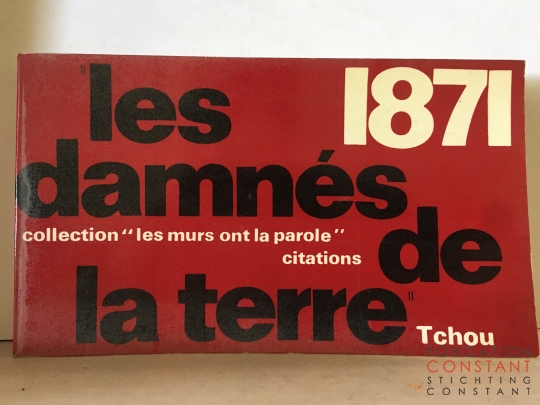 1871
"les
damnés
collection "les murs ont la parole"
de
citations
la terre"
Tchou
CONSTANT
STICHTING
CONSTANT